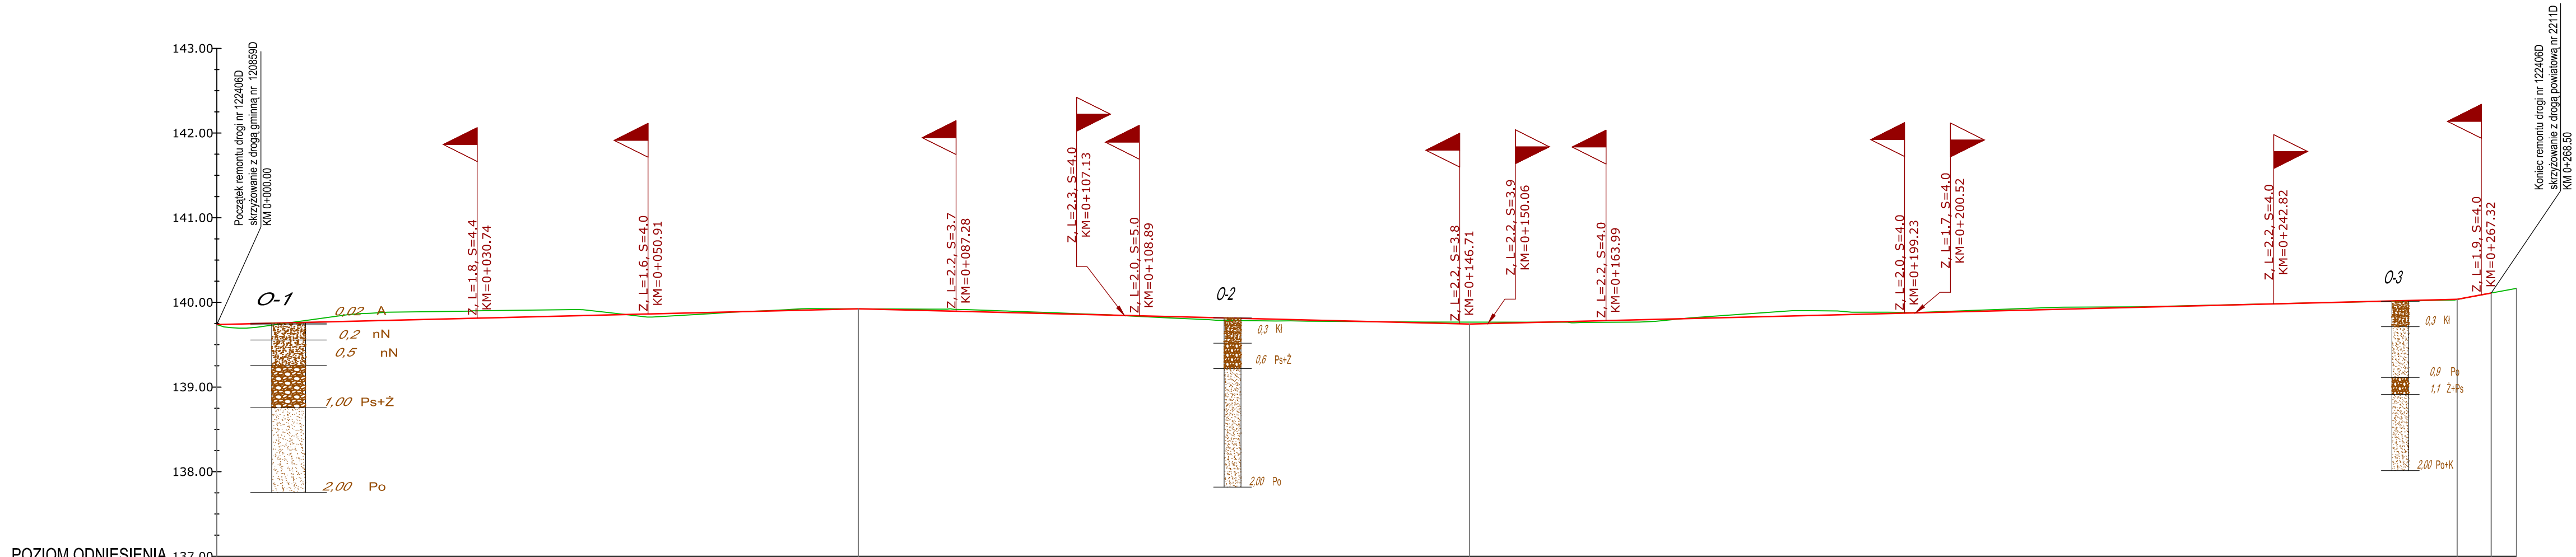 143.00
142.00
141.00
140.00
139.00
138.00
137.00
POZIOM ODNIESIENIA
Początek remontu drogi nr 122406D
skrzyżowanie z drogą gminną nr 120859D
KM 0+000.00
O-1
0,02 A
0,2 nN
0,5 nN
1,00 Ps+Ż
2,00 Po
Z, L=1.8, S=4.4
KM=0+030.74
Z, L=1.6, S=4.0
KM=0+050.91
Z, L=2.2, S=3.7
KM=0+087.28
Z, L=2.3, S=4.0
KM=0+107.13
Z, L=2.0, S=5.0
KM=0+108.89
O-2
0,3 Kł
0,6 Ps+Ż
2,00 Po
Z, L=2.2, S=3.8
KM=0+146.71
Z, L=2.2, S=3.9
KM=0+150.06
Z, L=2.2, S=4.0
KM=0+163.99
Z, L=2.0, S=4.0
KM=0+199.23
Z, L=1.7, S=4.0
KM=0+200.52
Z, L=2.2, S=4.0
KM=0+242.82
O-3
0,3 Kł
0,9 Po
1,1 Ż+Ps
2,00 Po+K
Z, L=1.9, S=4.0
KM=0+267.32
Koniec remontu drogi nr 122406D
skrzyżowanie z drogą powiatową nr 2211D
KM 0+268.50